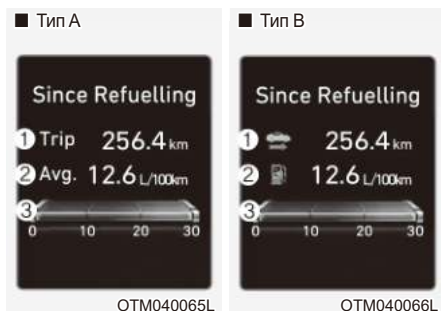 ■ Тип A
Since Refuelling
1 Trip 256.4 km
2 Avg. 12.6 L/100km
3
0 10 20 30
OTM040065L
■ Тип B
Since Refuelling
1 256.4 km
2 12.6 L/100km
3
0 10 20 30
OTM040066L